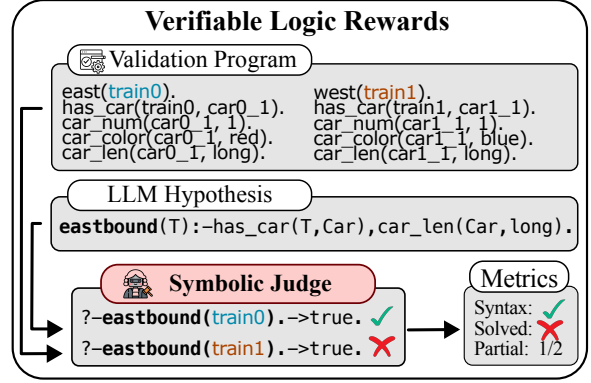 Verifiable Logic Rewards
Validation Program
east(train0).
has_car(train0, car0_1).
car_num(car0_1, 1).
car_color(car0_1, red).
car_len(car0_1, long).
west(train1).
has_car(train1, car1_1).
car_num(car1_1, 1).
car_color(car1_1, blue).
car_len(car1_1, long).
LLM Hypothesis
eastbound(T):-has_car(T,Car),car_len(Car,long).
Symbolic Judge
?-eastbound(train0).->true. ✓
?-eastbound(train1).->true. ✗
Metrics
Syntax: ✓
Solved: ✗
Partial: 1/2